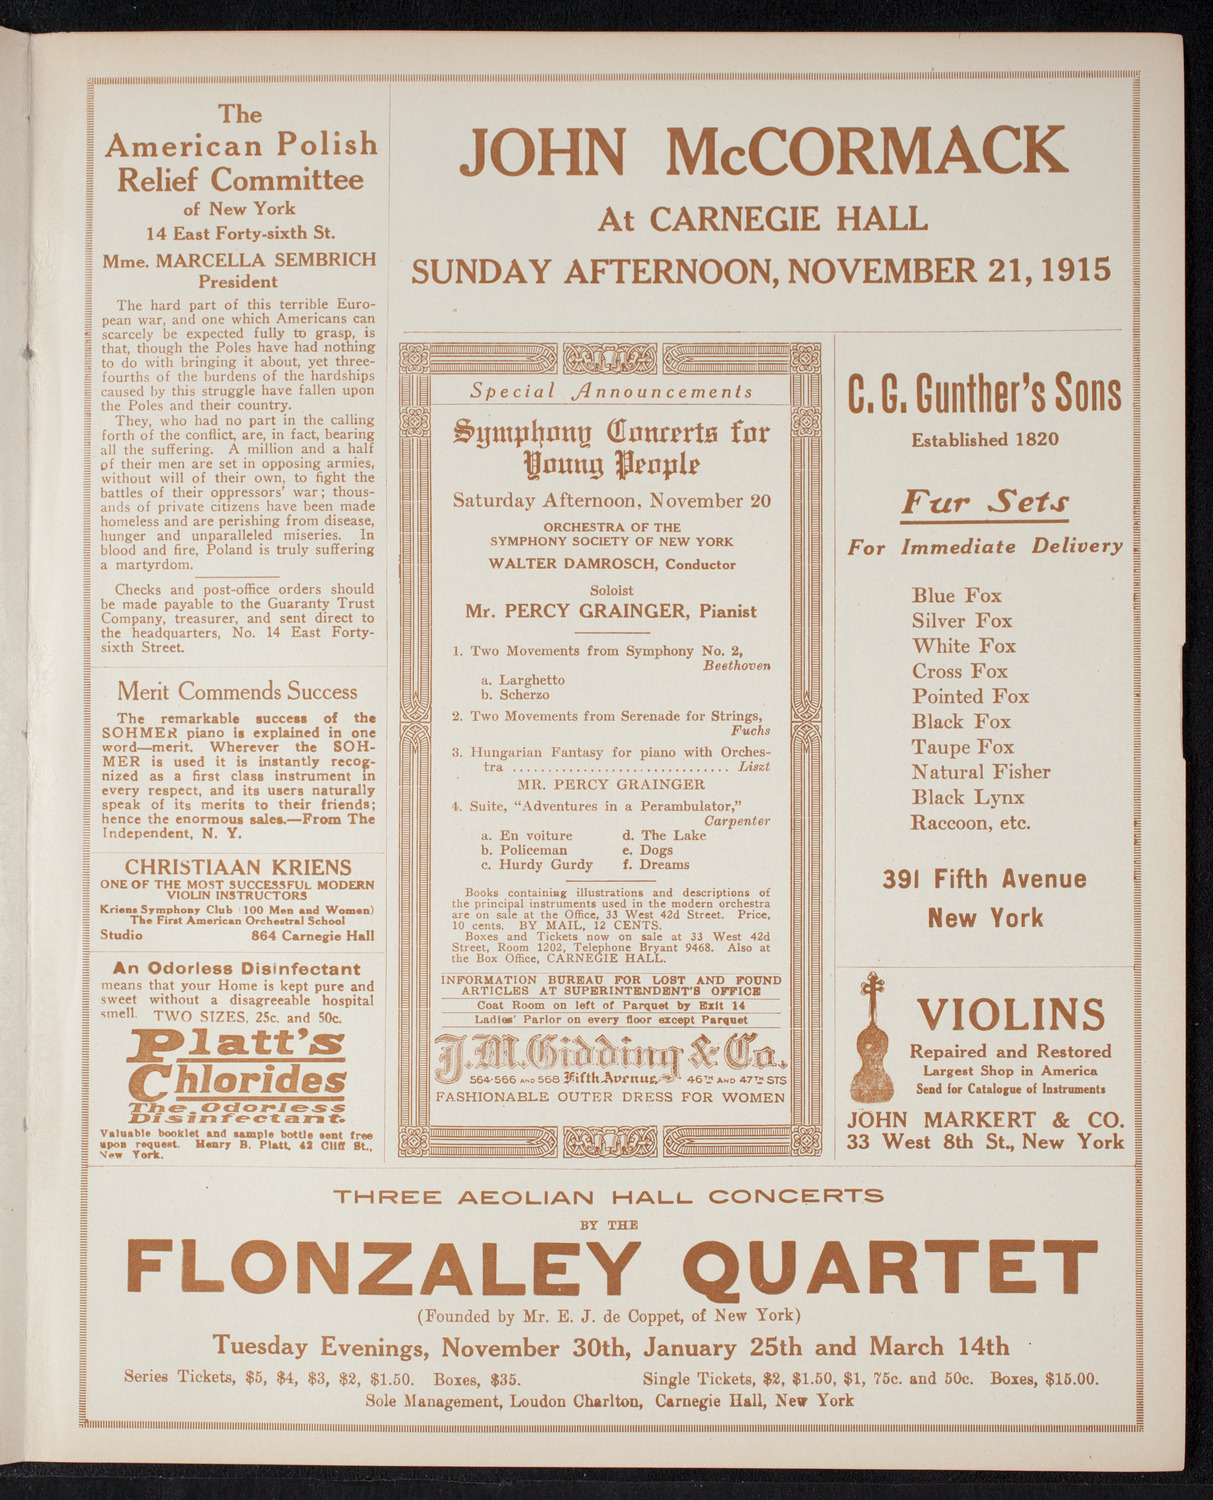 The
American Polish
Relief Committee
of New York
14 East Forty-sixth St.
Mme. MARCELLA SEMBRICH
President
The hard part of this terrible Euro-
pean war, and one which Americans can
scarcely be expected fully to grasp, is
that, though the Poles have had nothing
to do with bringing it about, yet three-
fourths of the burdens of the hardships
caused by this struggle have fallen upon
the Poles and their country.
They, who had no part in the calling
forth of the conflict, are, in fact, bearing
all the suffering. A million and a half
of their men are set in opposing armies,
without will of their own, to fight the
battles of their oppressors' war; thous-
ands of private citizens have been made
homeless and are perishing from disease,
hunger and unparalleled miseries. In
blood and fire, Poland is truly suffering
a martyrdom.
Checks and post-office orders should
be made payable to the Guaranty Trust
Company, treasurer, and sent direct to
the headquarters, No. 14 East Forty-
sixth Street.
Merit Commends Success
The remarkable success of the
SOHMER piano is explained in one
word—merit. Wherever the SOH-
MER is used it is instantly recog-
nized as a first class instrument in
every respect, and its users naturally
speak of its merits to their friends;
hence the enormous sales.—From The
Independent, N. Y.
CHRISTIAAN KRIENS
ONE OF THE MOST SUCCESSFUL MODERN
VIOLIN INSTRUCTORS
Kriens Symphony Club (100 Men and Women)
The First American Orchestral School
Studio 864 Carnegie Hall
An Odorless Disinfectant
means that your Home is kept pure and
sweet without a disagreeable hospital
smell. TWO SIZES, 25c. and 50c.
Platt's
Chlorides
The Odorless
Disinfectant.
Valuable booklet and sample bottle sent free
upon request. Henry B. Platt, 42 Cliff St.,
New York.
JOHN McCORMACK
At CARNEGIE HALL
SUNDAY AFTERNOON, NOVEMBER 21, 1915
Special Announcements
Symphony Concerts for
Young People
Saturday Afternoon, November 20
ORCHESTRA OF THE
SYMPHONY SOCIETY OF NEW YORK
WALTER DAMROSCH, Conductor
Soloist
Mr. PERCY GRAINGER, Pianist
1. Two Movements from Symphony No. 2,
Beethoven
a. Larghetto
b. Scherzo
2. Two Movements from Serenade for Strings,
Fuchs
3. Hungarian Fantasy for piano with Orches-
tra ............................ Liszt
MR. PERCY GRAINGER
4. Suite, "Adventures in a Perambulator,"
Carpenter
a. En voiture d. The Lake
b. Policeman e. Dogs
c. Hurdy Gurdy f. Dreams
Books containing illustrations and descriptions of
the principal instruments used in the modern orchestra
are on sale at the Office, 33 West 42d Street. Price,
10 cents. BY MAIL, 12 CENTS.
Boxes and Tickets now on sale at 33 West 42d
Street, Room 1202, Telephone Bryant 9468. Also at
the Box Office, CARNEGIE HALL.
INFORMATION BUREAU FOR LOST AND FOUND
ARTICLES AT SUPERINTENDENT'S OFFICE
Coat Room on left of Parquet by Exit 14
Ladies' Parlor on every floor except Parquet
J.M. Gidding & Co.
564-566 AND 568 Fifth Avenue, 46TH AND 47TH STS
FASHIONABLE OUTER DRESS FOR WOMEN
C. G. Gunther's Sons
Established 1820
Fur Sets
For Immediate Delivery
Blue Fox
Silver Fox
White Fox
Cross Fox
Pointed Fox
Black Fox
Taupe Fox
Natural Fisher
Black Lynx
Raccoon, etc.
391 Fifth Avenue
New York
VIOLINS
Repaired and Restored
Largest Shop in America
Send for Catalogue of Instruments
JOHN MARKERT & CO.
33 West 8th St., New York
THREE AEOLIAN HALL CONCERTS
BY THE
FLONZALEY QUARTET
(Founded by Mr. E. J. de Coppet, of New York)
Tuesday Evenings, November 30th, January 25th and March 14th
Series Tickets, $5, $4, $3, $2, $1.50. Boxes, $35. Single Tickets, $2, $1.50, $1, 75c. and 50c. Boxes, $15.00.
Sole Management, Loudon Charlton, Carnegie Hall, New York